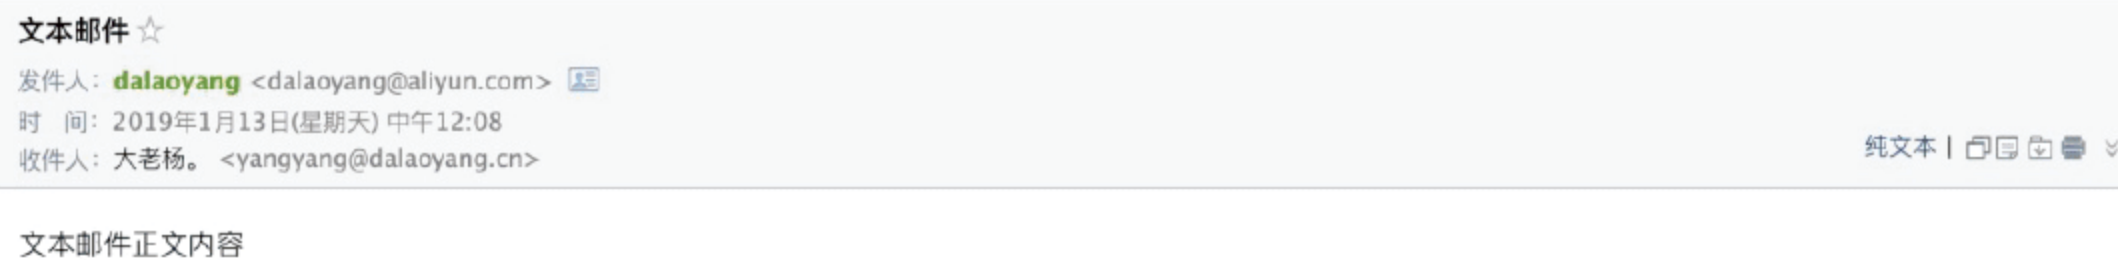 文本邮件
发件人：dalaoyang <dalaoyang@aliyun.com>
时 间：2019年1月13日(星期天) 中午12:08
收件人：大老杨。 <yangyang@dalaoyang.cn>
纯文本 |
文本邮件正文内容